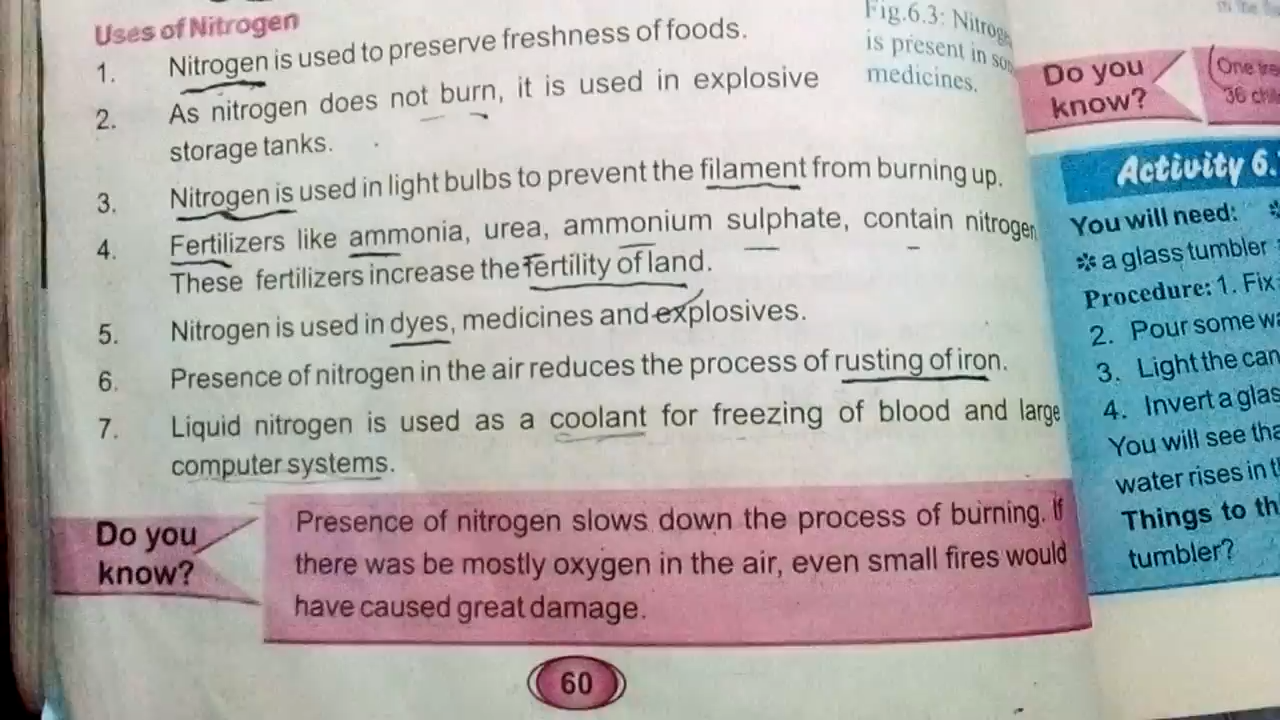 Uses of Nitrogen
1. Nitrogen is used to preserve freshness of foods.
2. As nitrogen does not burn, it is used in explosive
storage tanks.
3. Nitrogen is used in light bulbs to prevent the filament from burning up.
4. Fertilizers like ammonia, urea, ammonium sulphate, contain nitrogen
These fertilizers increase the fertility of land.
5. Nitrogen is used in dyes, medicines and explosives.
6. Presence of nitrogen in the air reduces the process of rusting of iron.
7. Liquid nitrogen is used as a coolant for freezing of blood and large
computer systems.
Do you
know?
Presence of nitrogen slows down the process of burning. If
there was be mostly oxygen in the air, even small fires would
have caused great damage.
60
Fig.6.3:
is present in
medicines.
Do you
know?
One
36
Activity 6.
You will need:
* a glass tumbler
Procedure: 1. Fix
2. Pour some
3. Light the
4. Invert a
You will see
water rises in
Things to
tumbler?